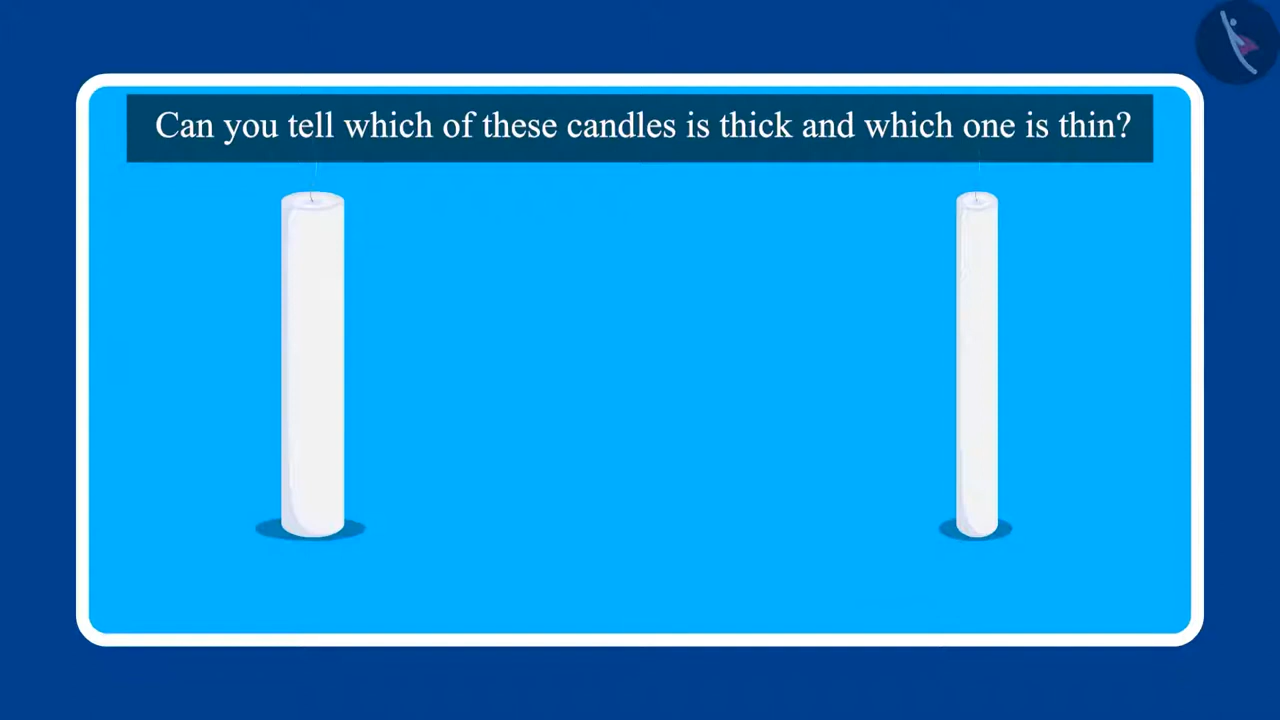 Can you tell which of these candles is thick and which one is thin?